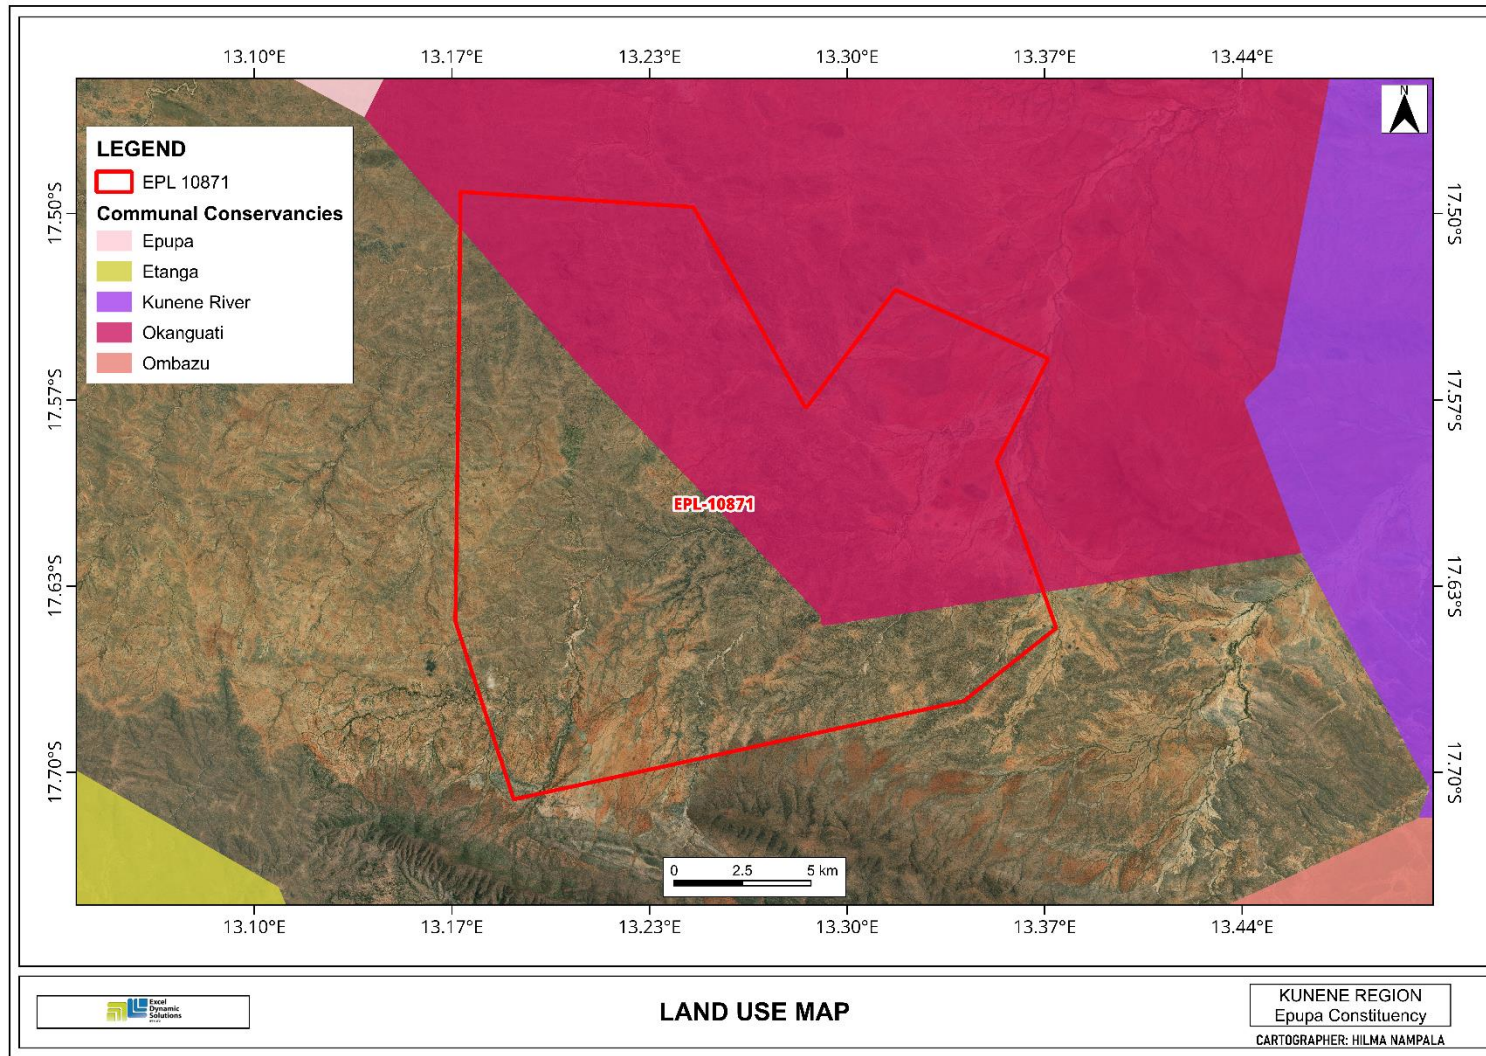 13.10°E 13.17°E 13.23°E 13.30°E 13.37°E 13.44°E
N
LEGEND
EPL 10871
Communal Conservancies
Epupa
Etanga
Kunene River
Okanguati
Ombazu
17.50°S
17.57°S
17.63°S
17.70°S
17.50°S
17.57°S
17.63°S
17.70°S
EPL-10871
0 2.5 5 km
13.10°E 13.17°E 13.23°E 13.30°E 13.37°E 13.44°E
Excel
Dynamic
Solutions
LAND USE MAP
KUNENE REGION
Epupa Constituency
CARTOGRAPHER: HILMA NAMPALA